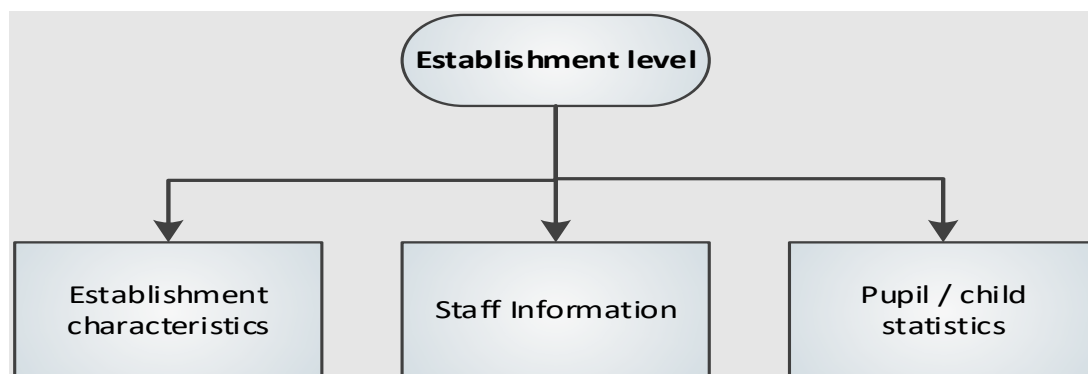 Establishment level
Establishment
characteristics
Staff Information
Pupil / child
statistics